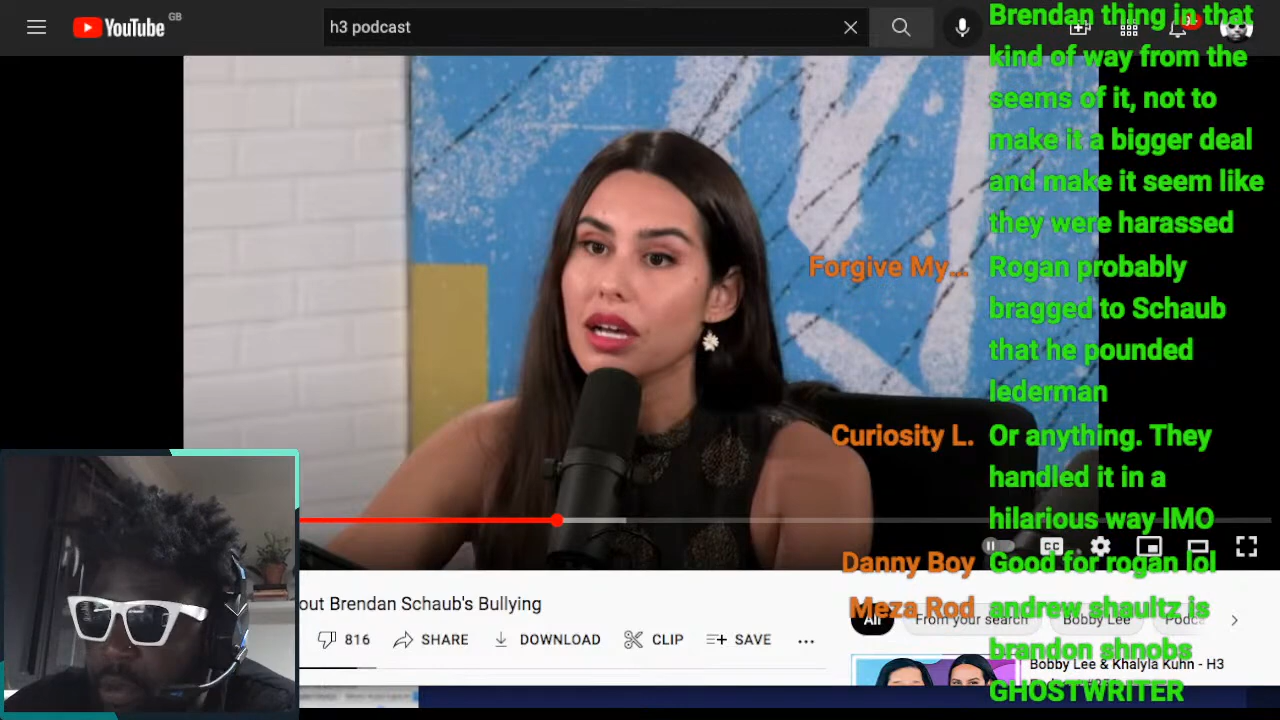 YouTube GB
h3 podcast
Brendan thing in that
kind of way from the
seems of it, not to
make it a bigger deal
and make it seem like
they were harassed
Forgive My...
Rogan probably
bragged to Schaub
that he pounded
lederman
Curiosity L.
Or anything. They
handled it in a
hilarious way IMO
CC
Danny Boy
Good for rogan lol
out Brendan Schaub's Bullying
816
SHARE
DOWNLOAD
CLIP
SAVE
...
All
From your search
Bobby Lee
Podca
Meza Rod
andrew shaultz is
brandon shnobs
GHOSTWRITER
Bobby Lee & Khalyla Kuhn - H3